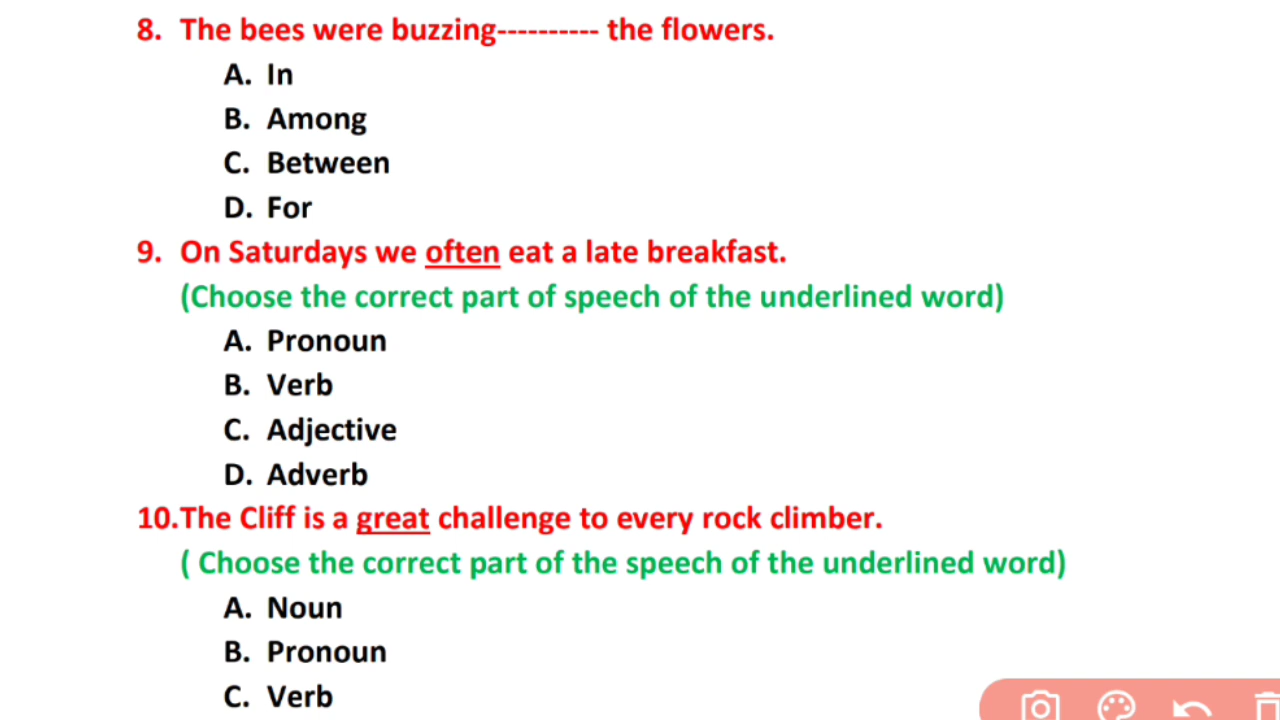 8. The bees were buzzing---------- the flowers.
A. In
B. Among
C. Between
D. For
9. On Saturdays we often eat a late breakfast.
(Choose the correct part of speech of the underlined word)
A. Pronoun
B. Verb
C. Adjective
D. Adverb
10.The Cliff is a great challenge to every rock climber.
( Choose the correct part of the speech of the underlined word)
A. Noun
B. Pronoun
C. Verb